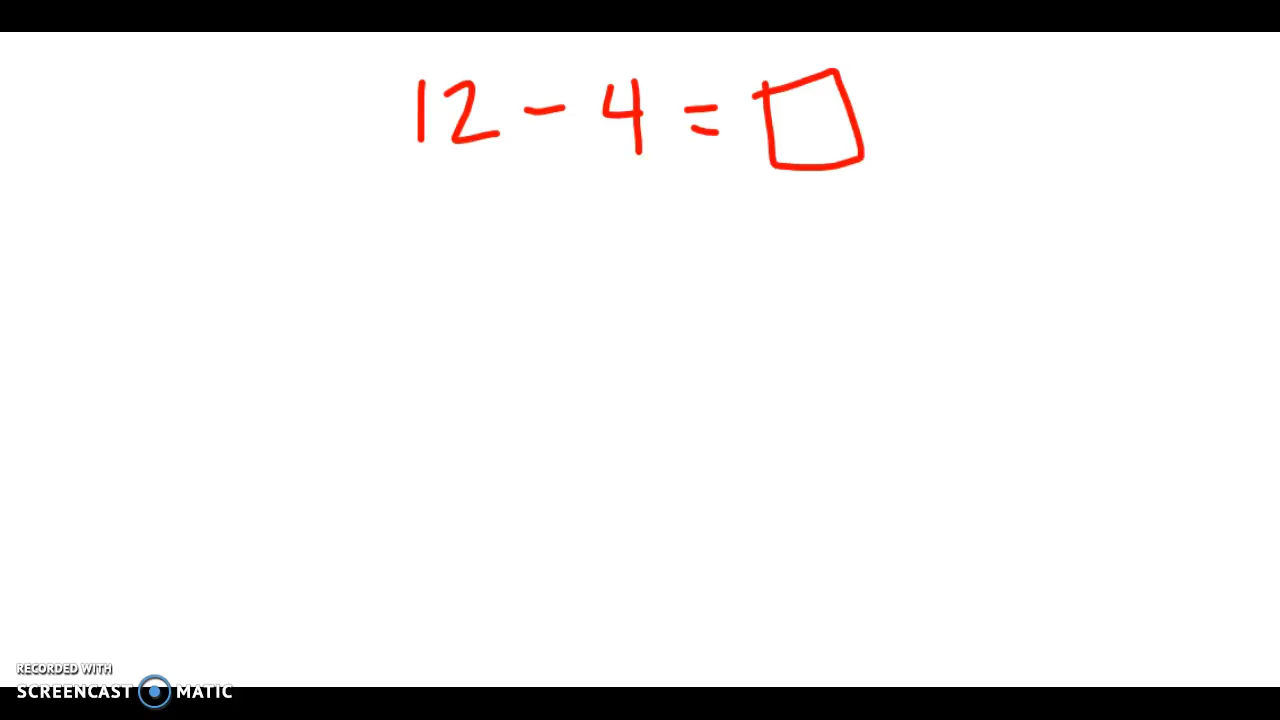 12 - 4 = □
RECORDED WITH
SCREENCAST MATIC